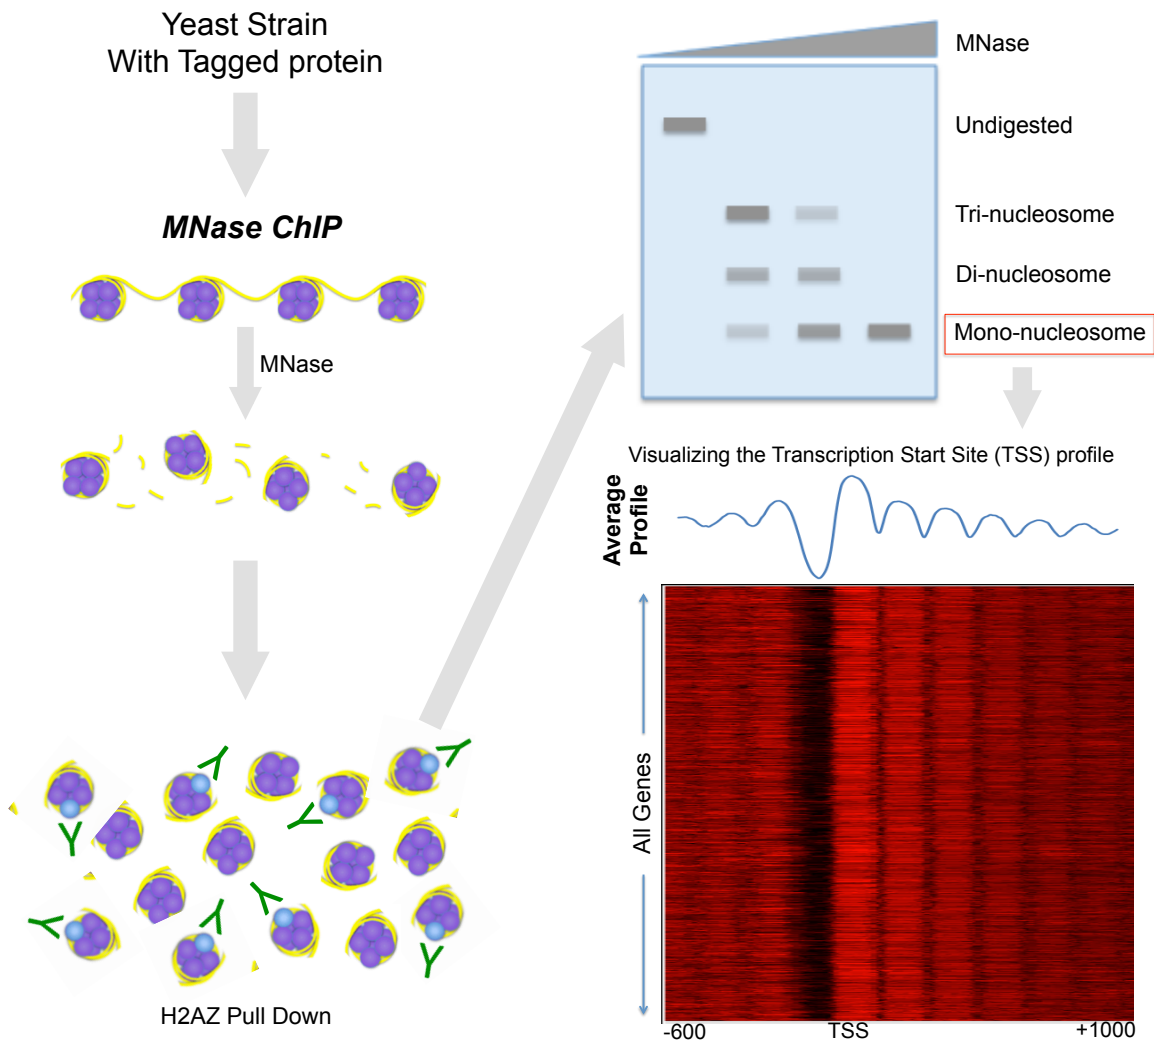 Yeast Strain
With Tagged protein
MNase ChIP
MNase
H2AZ Pull Down
MNase
Undigested
Tri-nucleosome
Di-nucleosome
Mono-nucleosome
Visualizing the Transcription Start Site (TSS) profile
Average
Profile
All Genes
-600
TSS
+1000